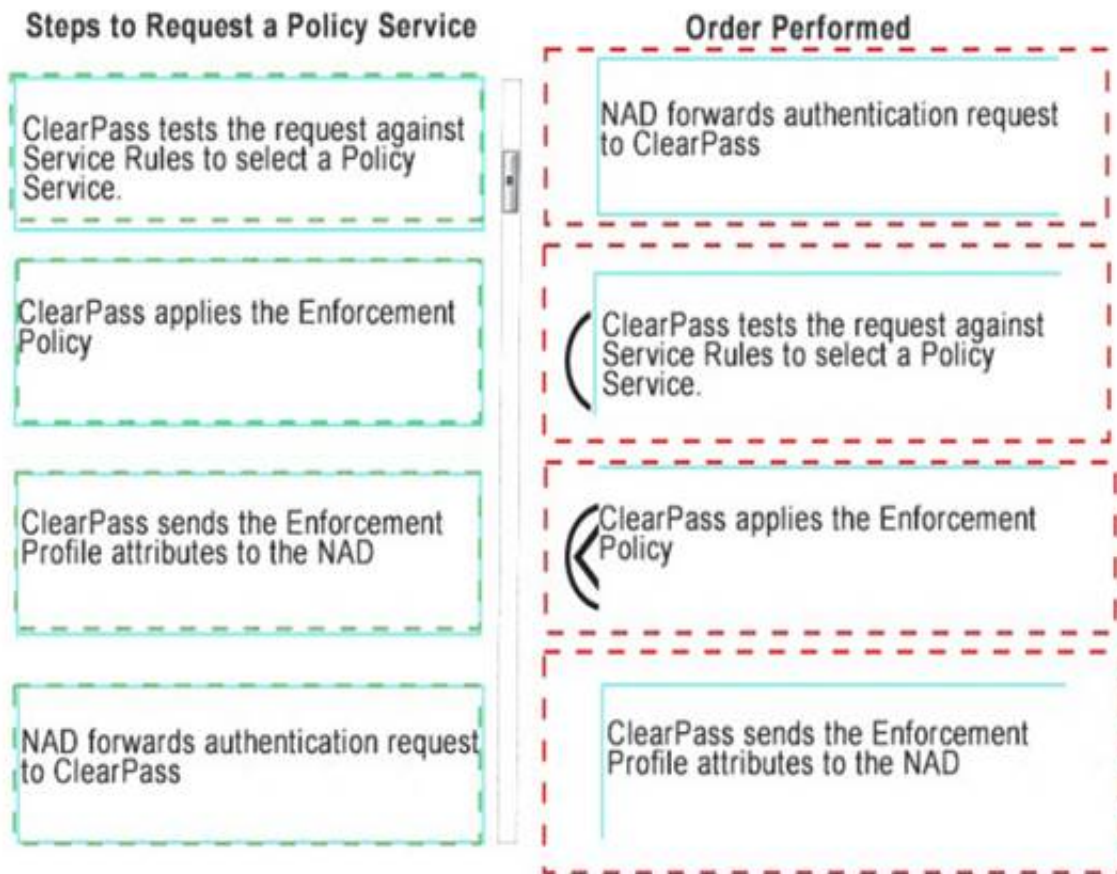 Steps to Request a Policy Service
ClearPass tests the request against
Service Rules to select a Policy
Service.
ClearPass applies the Enforcement
Policy
ClearPass sends the Enforcement
Profile attributes to the NAD
NAD forwards authentication request
to ClearPass
Order Performed
NAD forwards authentication request
to ClearPass
ClearPass tests the request against
Service Rules to select a Policy
Service.
ClearPass applies the Enforcement
Policy
ClearPass sends the Enforcement
Profile attributes to the NAD